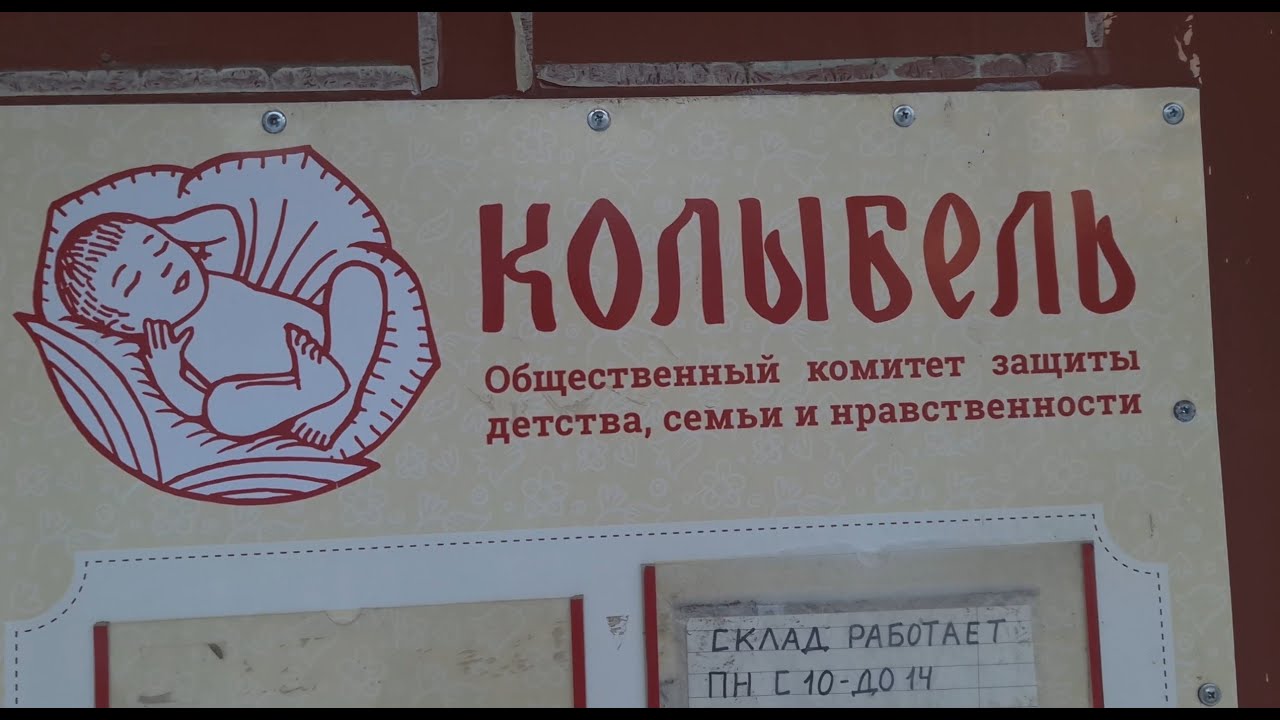 КОЛЫБЕЛЬ
Общественный комитет защиты
детства, семьи и нравственности
СКЛАД РАБОТАЕТ
ПН С 10-ДО 14